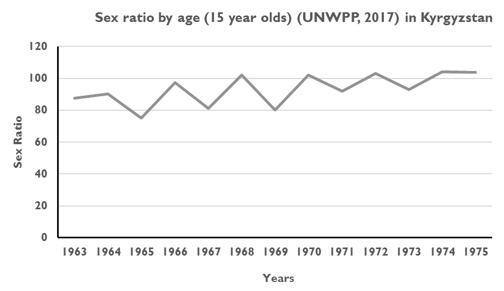 Sex ratio by age (15 year olds) (UNWPP, 2017) in Kyrgyzstan
120
100
80
60
40
20
0
Sex Ratio
1963 1964 1965 1966 1967 1968 1969 1970 1971 1972 1973 1974 1975
Years